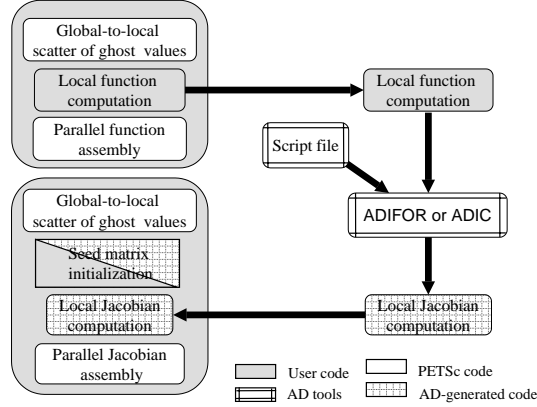 Global-to-local
scatter of ghost values
Local function
computation
Parallel function
assembly
Local function
computation
Script file
ADIFOR or ADIC
Global-to-local
scatter of ghost values
Seed matrix
initialization
Local Jacobian
computation
Parallel Jacobian
assembly
Local Jacobian
computation
User code
PETSc code
AD tools
AD-generated code